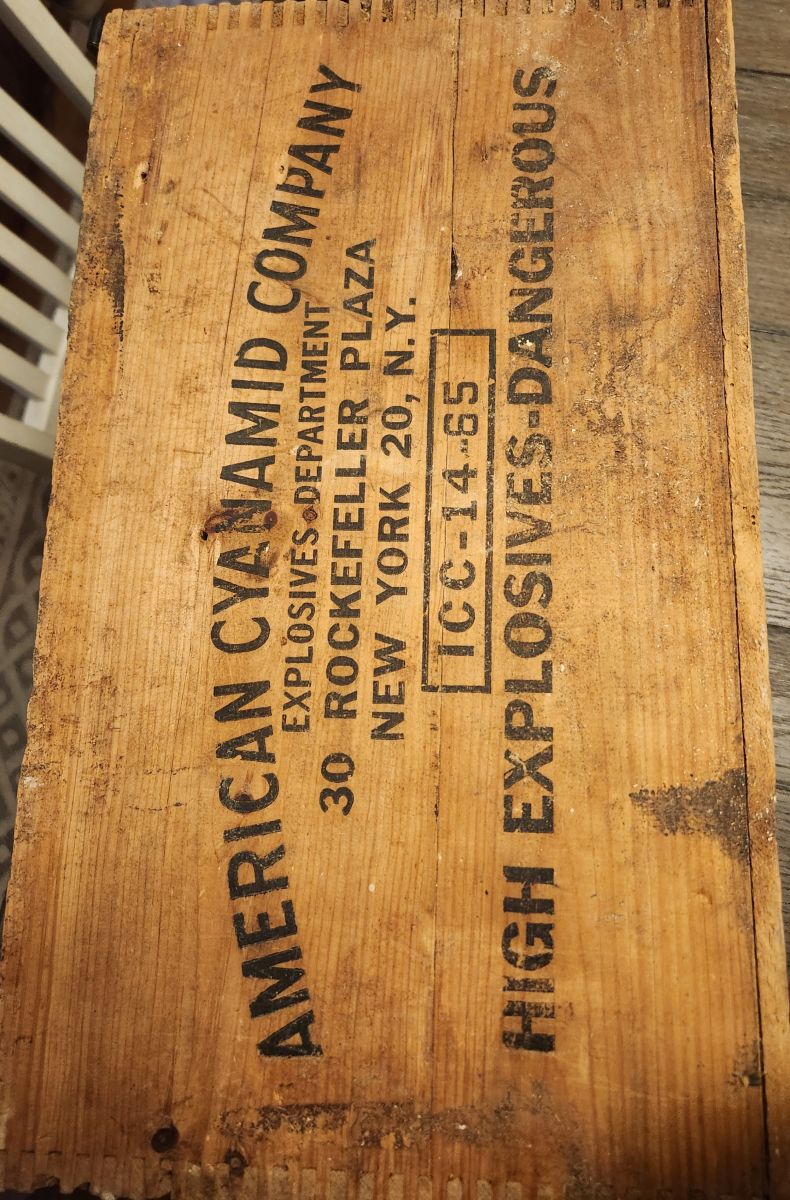 AMERICAN CYANAMID COMPANY
EXPLOSIVES DEPARTMENT
30 ROCKEFELLER PLAZA
NEW YORK 20, N.Y.
ICC-14-65
HIGH EXPLOSIVES-DANGEROUS